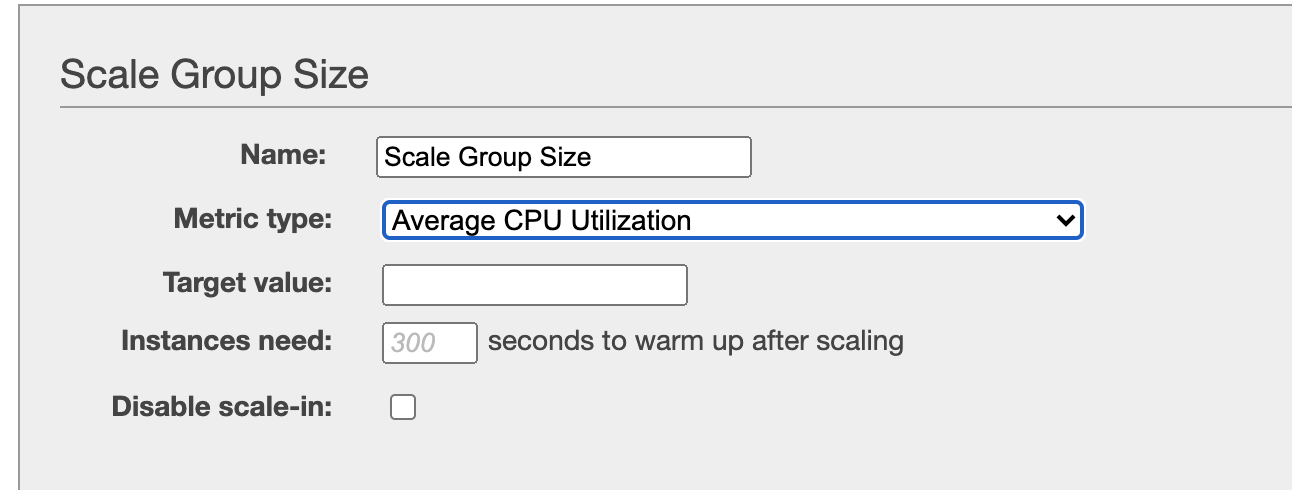 Scale Group Size
Name: Scale Group Size
Metric type: Average CPU Utilization
Target value:
Instances need: 300 seconds to warm up after scaling
Disable scale-in: